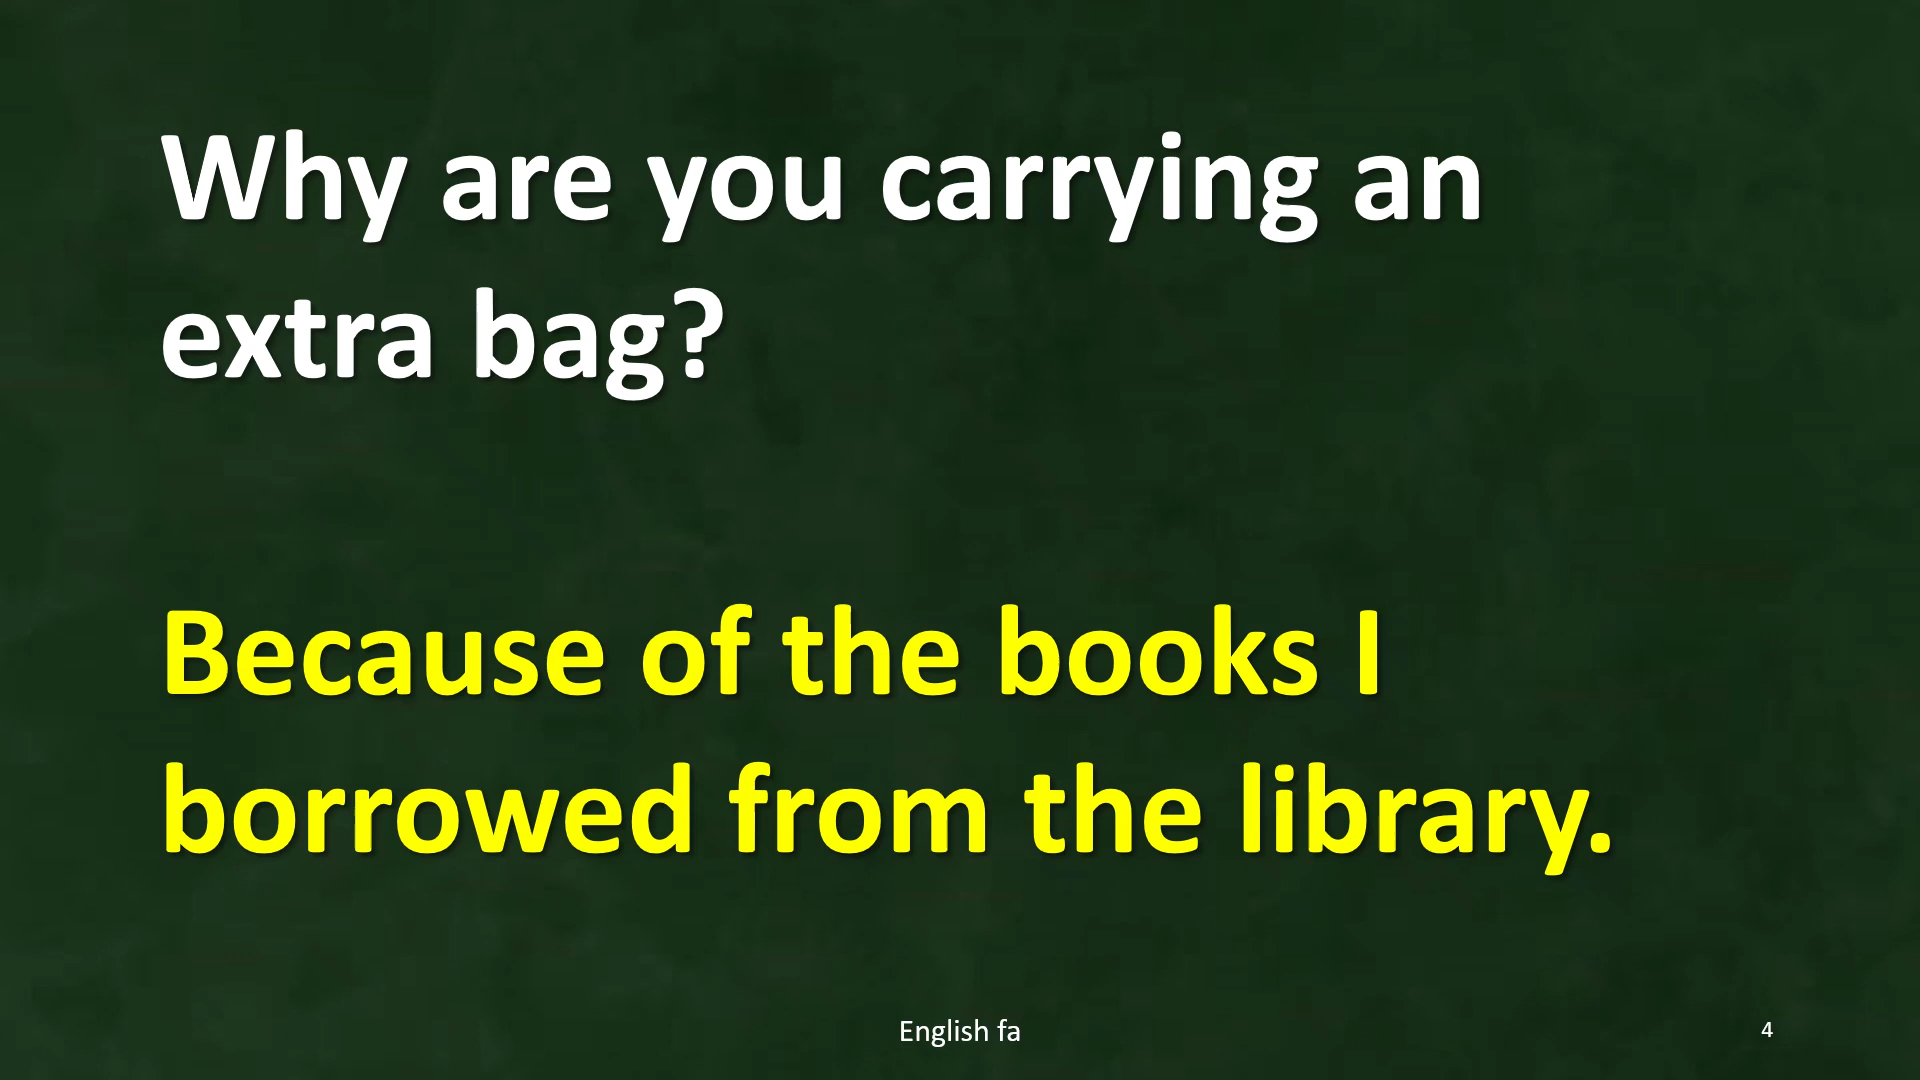 Why are you carrying an
extra bag?
Because of the books I
borrowed from the library.
English fa
4